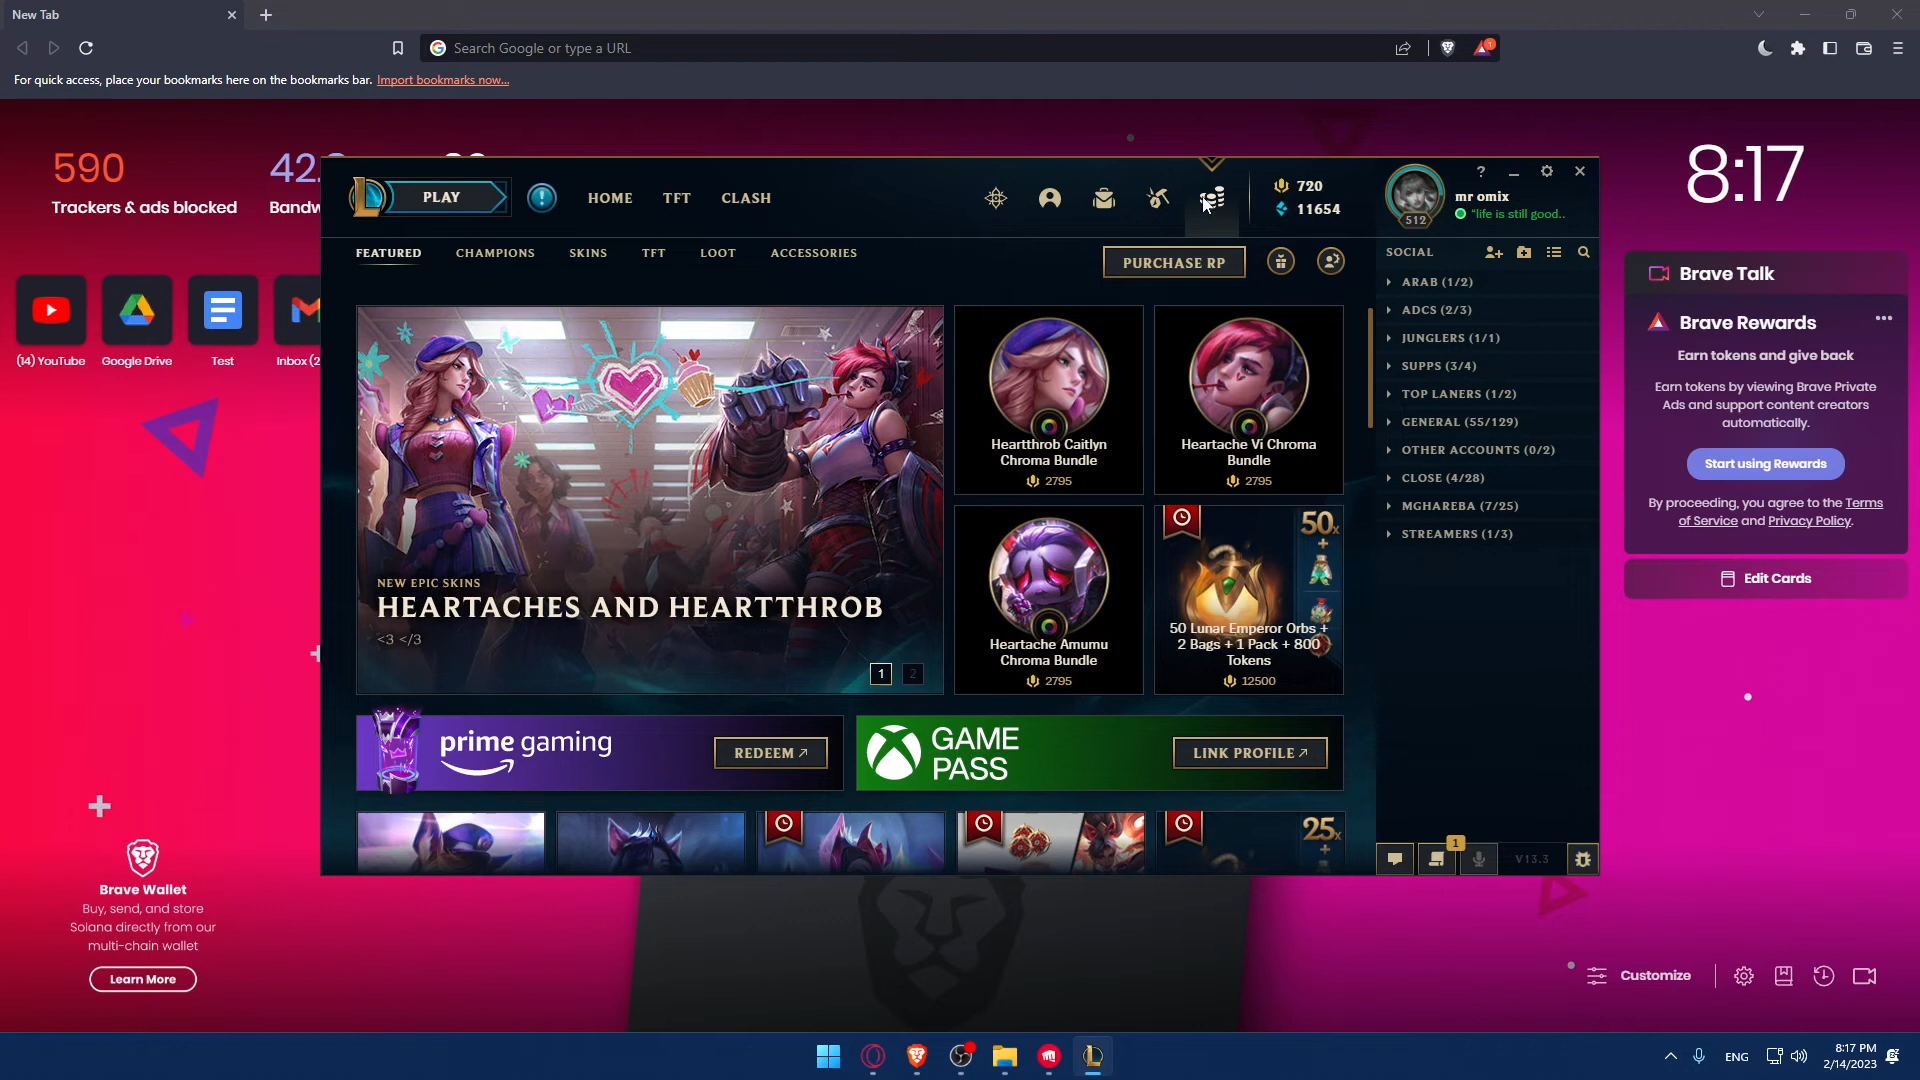 New Tab
Search Google or type a URL
1
For quick access, place your bookmarks here on the bookmarks bar. Import bookmarks now...
590
Trackers & ads blocked
42.
Bandw
8:17
(14) YouTube
Google Drive
Test
Inbox (2
PLAY
HOME
TFT
CLASH
720
11654
512
mr omix
"life is still good..
FEATURED
CHAMPIONS
SKINS
TFT
LOOT
ACCESSORIES
PURCHASE RP
SOCIAL
ARAB (1/2)
ADCS (2/3)
JUNGLERS (1/1)
SUPPS (3/4)
TOP LANERS (1/2)
GENERAL (55/129)
OTHER ACCOUNTS (0/2)
CLOSE (4/28)
MGHAREBA (7/25)
STREAMERS (1/3)
NEW EPIC SKINS
HEARTACHES AND HEARTTHROB
<3 </3
1
2
Heartthrob Caitlyn
Chroma Bundle
2795
Heartache Vi Chroma
Bundle
2795
Heartache Amumu
Chroma Bundle
2795
50x
+
50 Lunar Emperor Orbs +
2 Bags + 1 Pack + 800
Tokens
12500
prime gaming
REDEEM
GAME
PASS
LINK PROFILE
25x
+
1
V13.3
Brave Talk
Brave Rewards
Earn tokens and give back
Earn tokens by viewing Brave Private
Ads and support content creators
automatically.
Start using Rewards
By proceeding, you agree to the Terms
of Service and Privacy Policy.
Edit Cards
Brave Wallet
Buy, send, and store
Solana directly from our
multi-chain wallet
Learn More
Customize
ENG
8:17 PM
2/14/2023